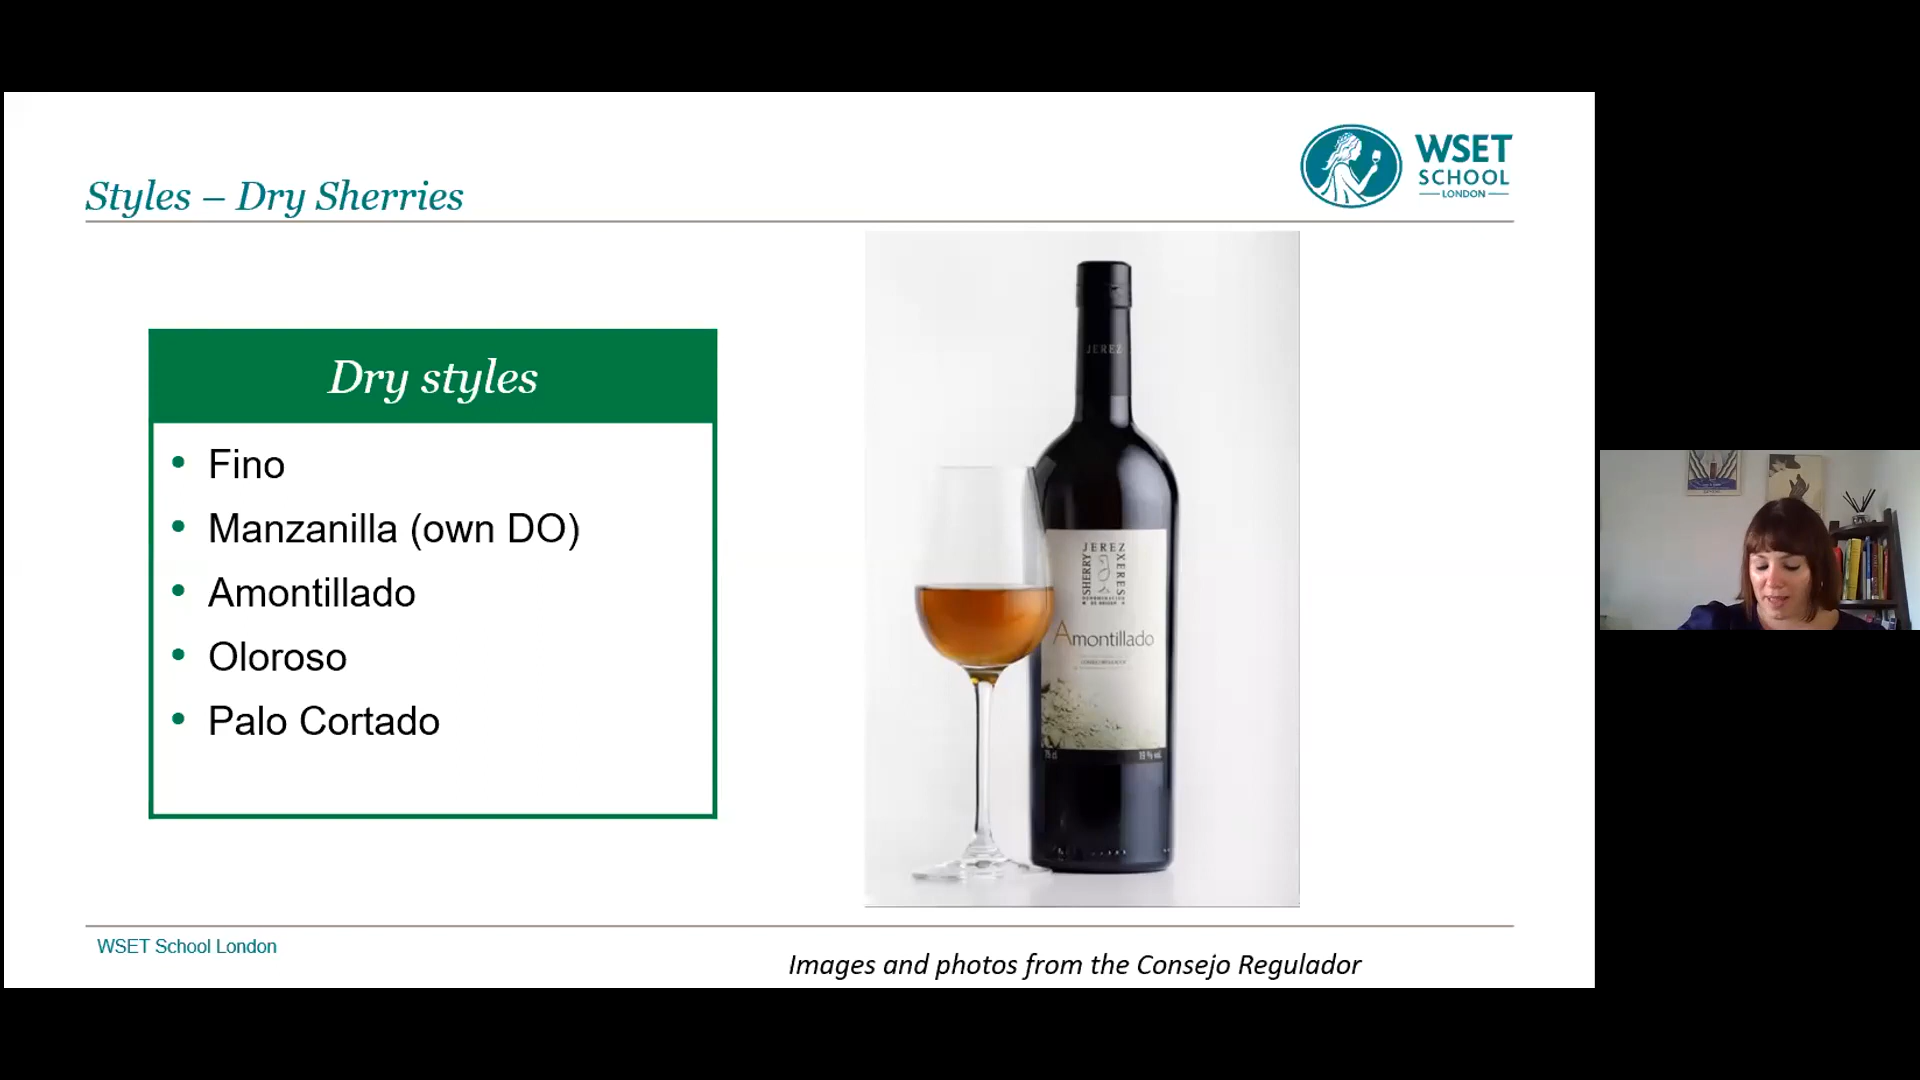 WSET
SCHOOL
LONDON
Styles – Dry Sherries
Dry styles
• Fino
• Manzanilla (own DO)
• Amontillado
• Oloroso
• Palo Cortado
JEREZ
JEREZ
XERES
SHERRY
Amontillado
WSET School London
Images and photos from the Consejo Regulador